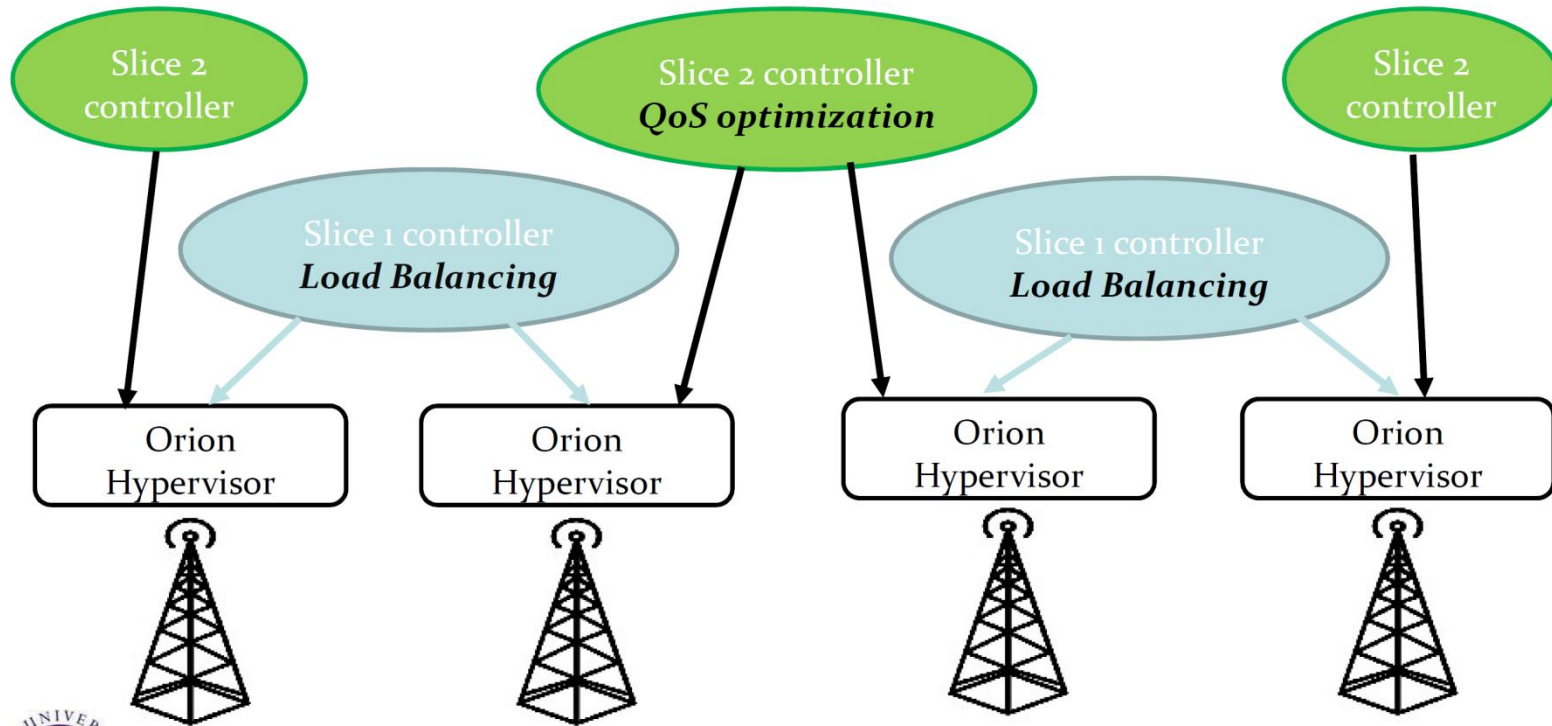 Slice 2
controller
Slice 2 controller
QoS optimization
Slice 2
controller
Slice 1 controller
Load Balancing
Slice 1 controller
Load Balancing
Orion
Hypervisor
Orion
Hypervisor
Orion
Hypervisor
Orion
Hypervisor